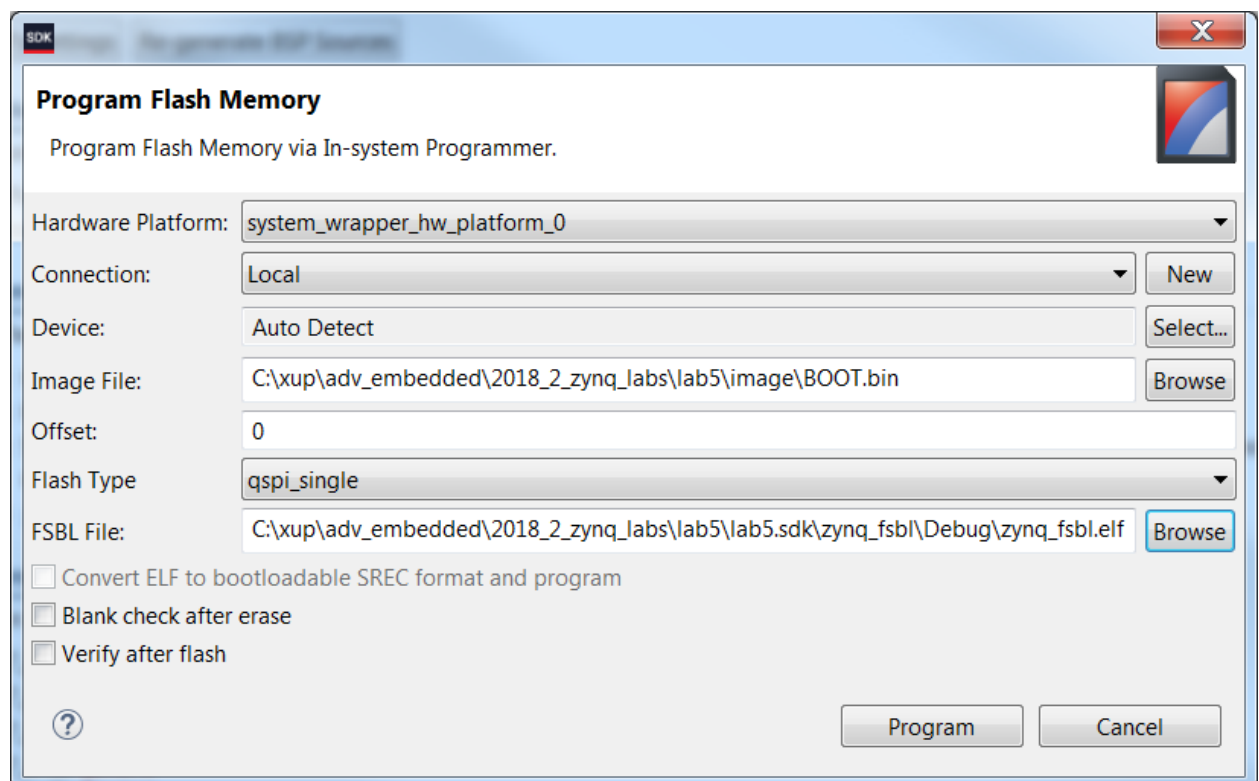 SDK
Program Flash Memory
Program Flash Memory via In-system Programmer.
Hardware Platform: system_wrapper_hw_platform_0
Connection: Local New
Device: Auto Detect Select...
Image File: C:\xup\adv_embedded\2018_2_zynq_labs\lab5\image\BOOT.bin Browse
Offset: 0
Flash Type qspi_single
FSBL File: C:\xup\adv_embedded\2018_2_zynq_labs\lab5\lab5.sdk\zynq_fsbl\Debug\zynq_fsbl.elf Browse
Convert ELF to bootloadable SREC format and program
Blank check after erase
Verify after flash
? Program Cancel